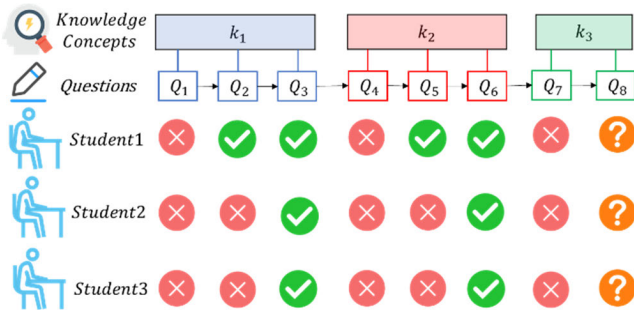 Knowledge
Concepts
k1
k2
k3
Questions
Q1
Q2
Q3
Q4
Q5
Q6
Q7
Q8
Student1
?
Student2
?
Student3
?